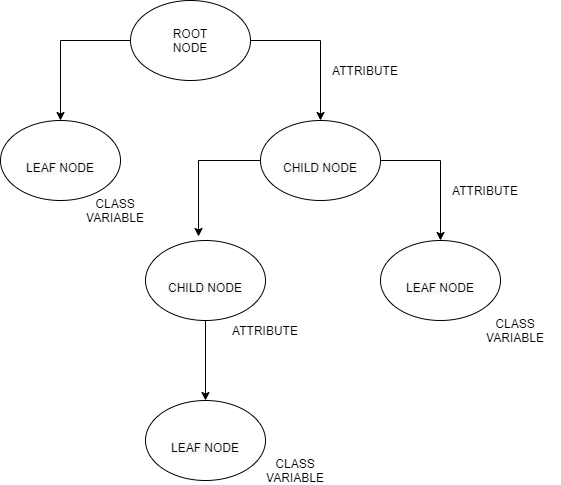 ROOT
NODE
ATTRIBUTE
LEAF NODE
CHILD NODE
CLASS
VARIABLE
ATTRIBUTE
CHILD NODE
LEAF NODE
ATTRIBUTE
CLASS
VARIABLE
LEAF NODE
CLASS
VARIABLE